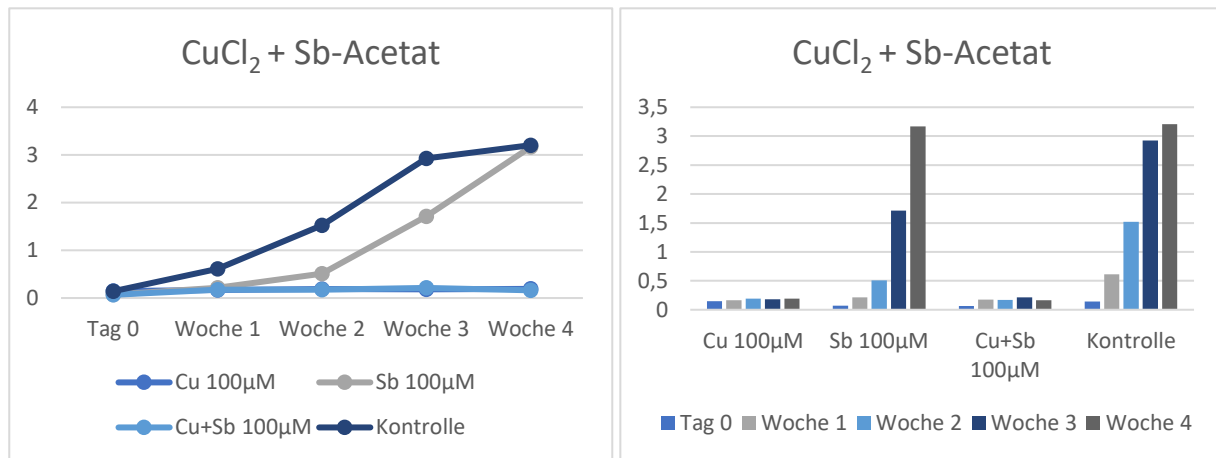 CuCl₂ + Sb-Acetat
4
3
2
1
0
Tag 0 Woche 1 Woche 2 Woche 3 Woche 4
Cu 100µM Sb 100µM
Cu+Sb 100µM Kontrolle
CuCl₂ + Sb-Acetat
3,5
3
2,5
2
1,5
1
0,5
0
Cu 100µM Sb 100µM Cu+Sb Kontrolle
100µM
Tag 0 Woche 1 Woche 2 Woche 3 Woche 4